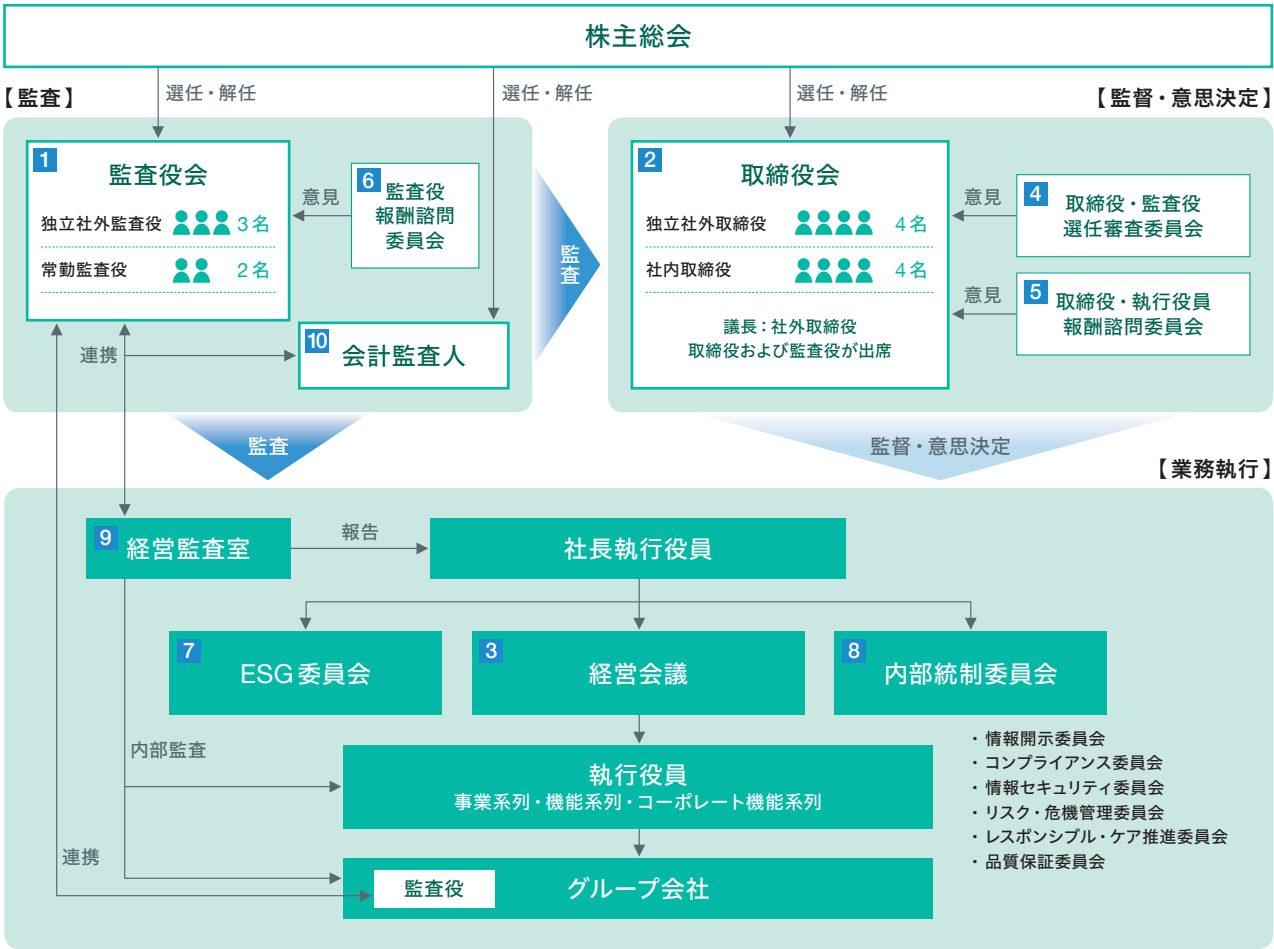 株主総会
選任・解任
選任・解任
選任・解任
【監査】
【監督・意思決定】
1
監査役会
独立社外監査役 3名
常勤監査役 2名
意見
6
監査役
報酬諮問
委員会
連携
10
会計監査人
監査
2
取締役会
独立社外取締役 4名
社内取締役 4名
議長:社外取締役
取締役および監査役が出席
意見
4
取締役・監査役
選任審査委員会
意見
5
取締役・執行役員
報酬諮問委員会
監査
監督・意思決定
【業務執行】
9
経営監査室
報告
社長執行役員
7
ESG委員会
3
経営会議
8
内部統制委員会
・情報開示委員会
・コンプライアンス委員会
・情報セキュリティ委員会
・リスク・危機管理委員会
・レスポンシブル・ケア推進委員会
・品質保証委員会
内部監査
執行役員
事業系列・機能系列・コーポレート機能系列
連携
監査役
グループ会社